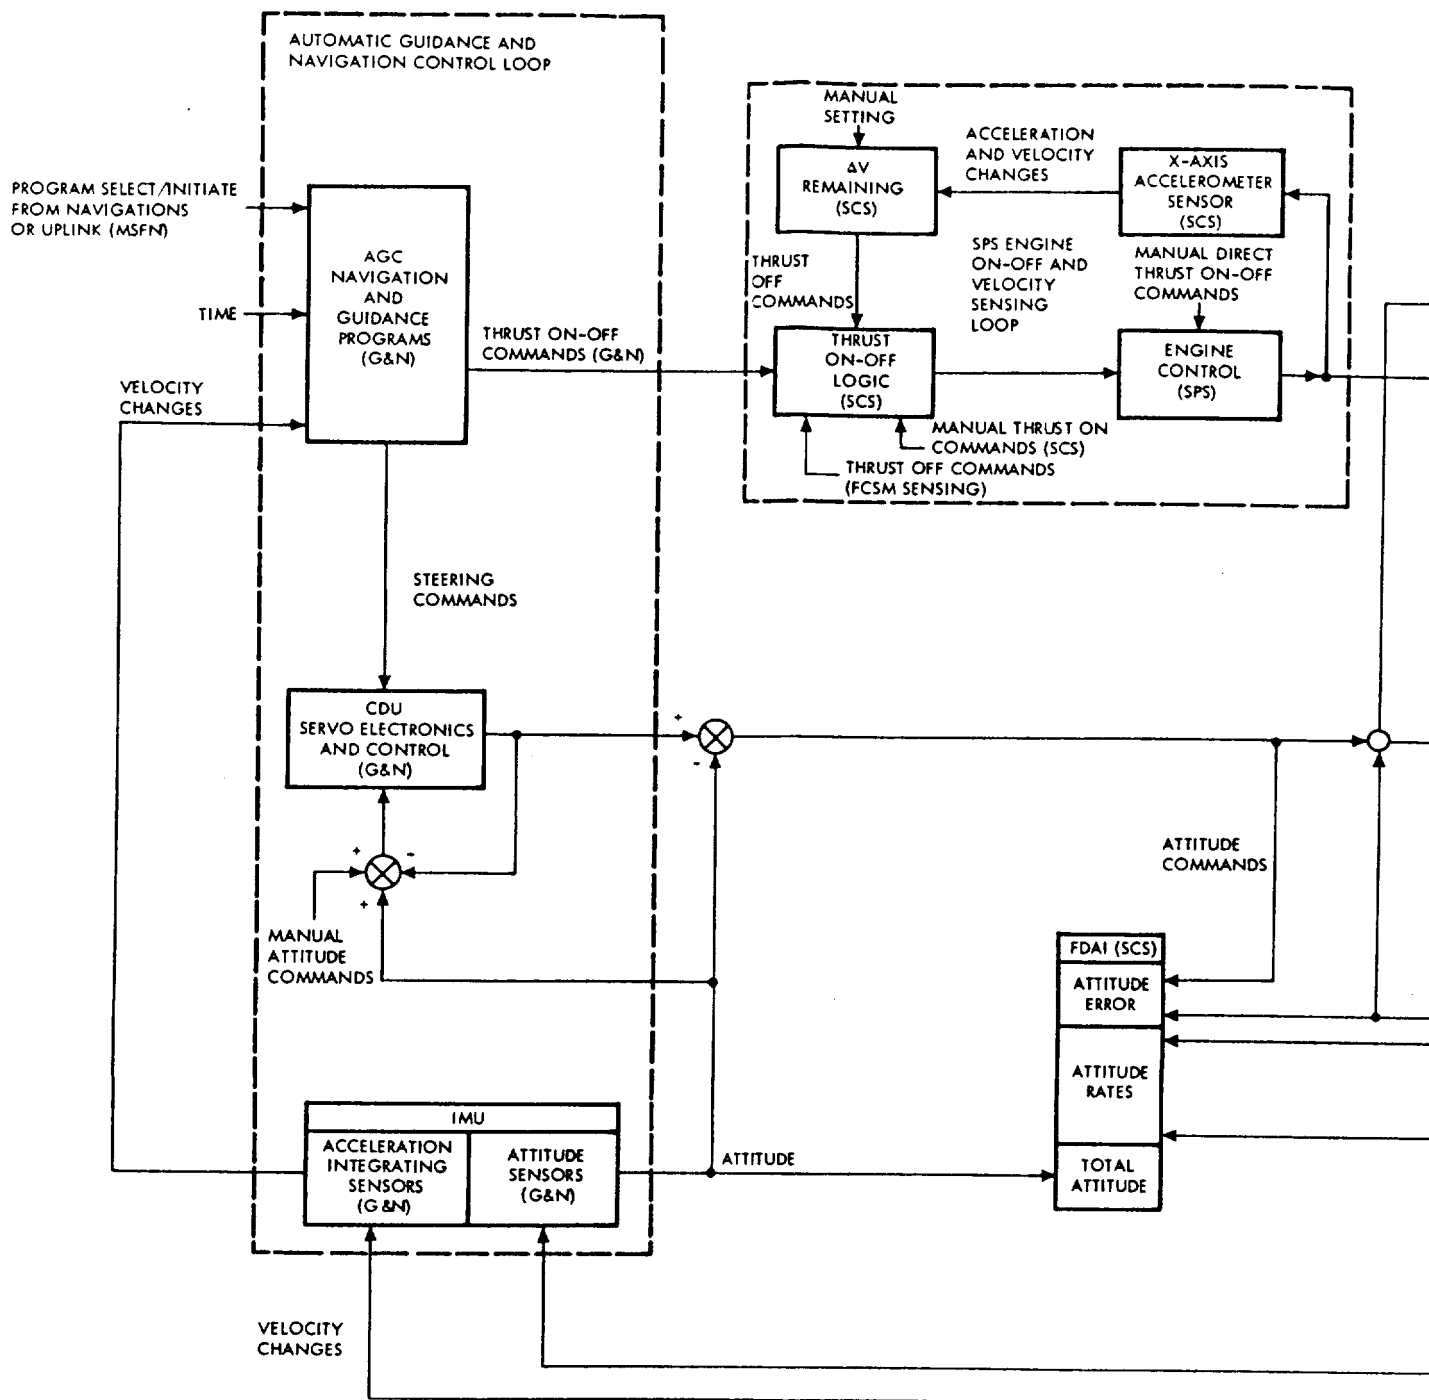 AUTOMATIC GUIDANCE AND
NAVIGATION CONTROL LOOP
MANUAL
SETTING
ΔV
REMAINING
(SCS)
ACCELERATION
AND VELOCITY
CHANGES
X-AXIS
ACCELEROMETER
SENSOR
(SCS)
PROGRAM SELECT/INITIATE
FROM NAVIGATIONS
OR UPLINK (MSFN)
AGC
NAVIGATION
AND
GUIDANCE
PROGRAMS
(G&N)
TIME
THRUST
OFF
COMMANDS
SPS ENGINE
ON-OFF AND
VELOCITY
SENSING
LOOP
MANUAL DIRECT
THRUST ON-OFF
COMMANDS
THRUST ON-OFF
COMMANDS (G&N)
THRUST
ON-OFF
LOGIC
(SCS)
ENGINE
CONTROL
(SPS)
VELOCITY
CHANGES
MANUAL THRUST ON
COMMANDS (SCS)
THRUST OFF COMMANDS
(FCSM SENSING)
STEERING
COMMANDS
CDU
SERVO ELECTRONICS
AND CONTROL
(G&N)
+
-
+
-
+
MANUAL
ATTITUDE
COMMANDS
ATTITUDE
COMMANDS
FDAI (SCS)
ATTITUDE
ERROR
ATTITUDE
RATES
TOTAL
ATTITUDE
IMU
ACCELERATION
INTEGRATING
SENSORS
(G&N)
ATTITUDE
SENSORS
(G&N)
ATTITUDE
VELOCITY
CHANGES